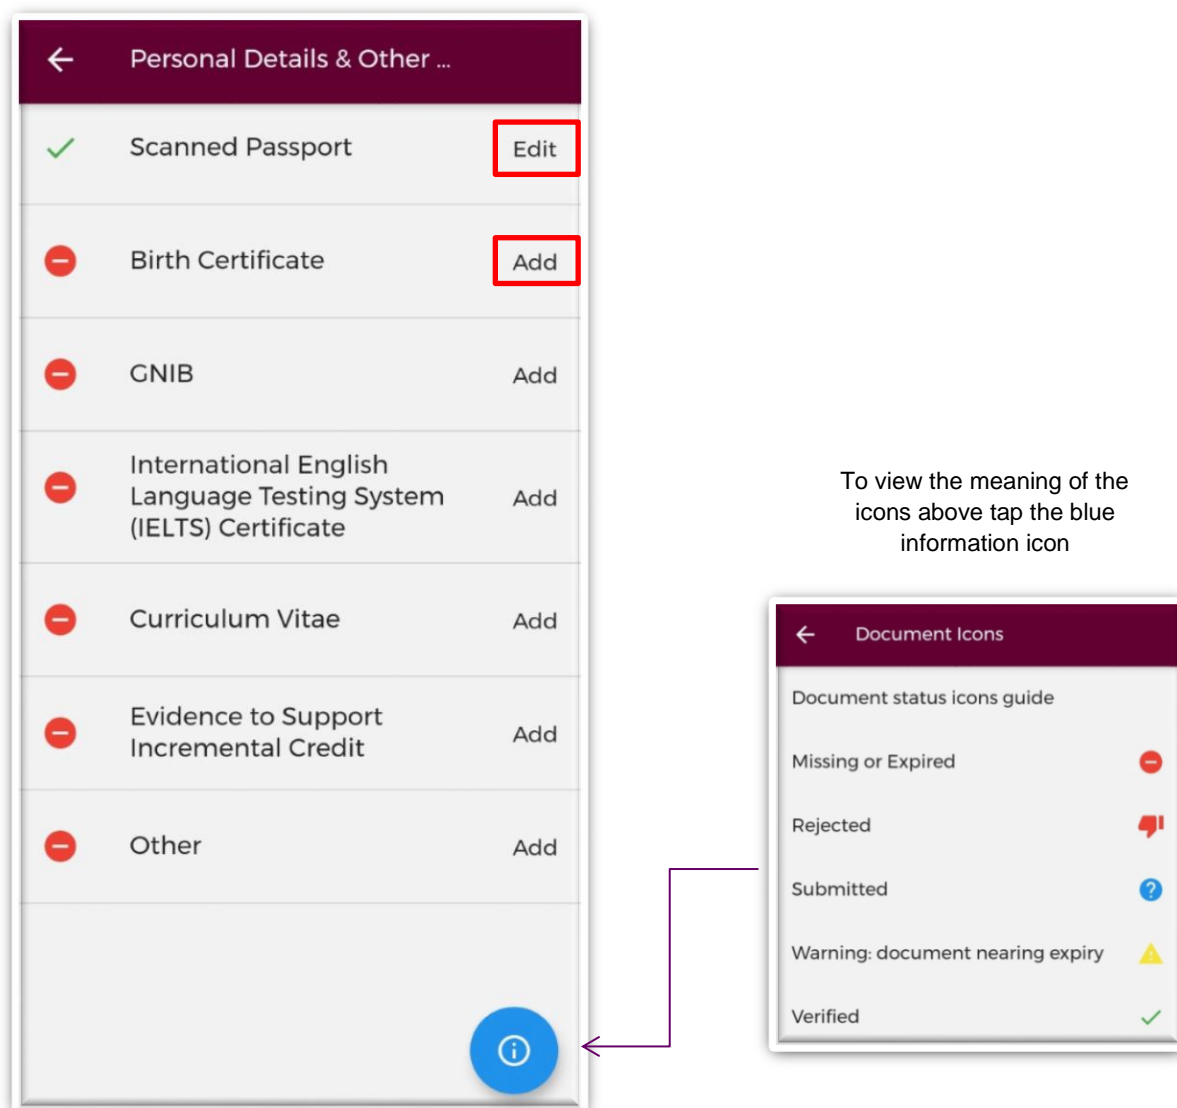 Personal Details & Other ...
Scanned Passport Edit
Birth Certificate Add
GNIB Add
International English
Language Testing System
(IELTS) Certificate Add
Curriculum Vitae Add
Evidence to Support
Incremental Credit Add
Other Add
To view the meaning of the
icons above tap the blue
information icon
Document Icons
Document status icons guide
Missing or Expired
Rejected
Submitted
Warning: document nearing expiry
Verified